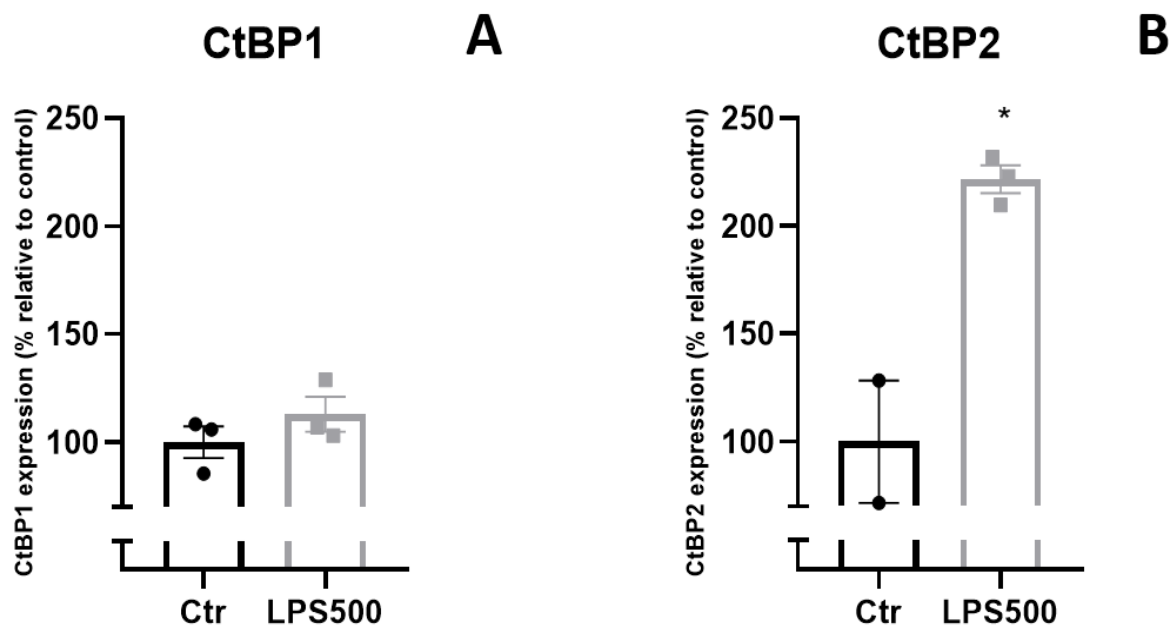 CtBP1
A
CtBP1 expression (% relative to control)
250
200
150
100
Ctr
LPS500
CtBP2
B
CtBP2 expression (% relative to control)
250
200
150
100
*
Ctr
LPS500